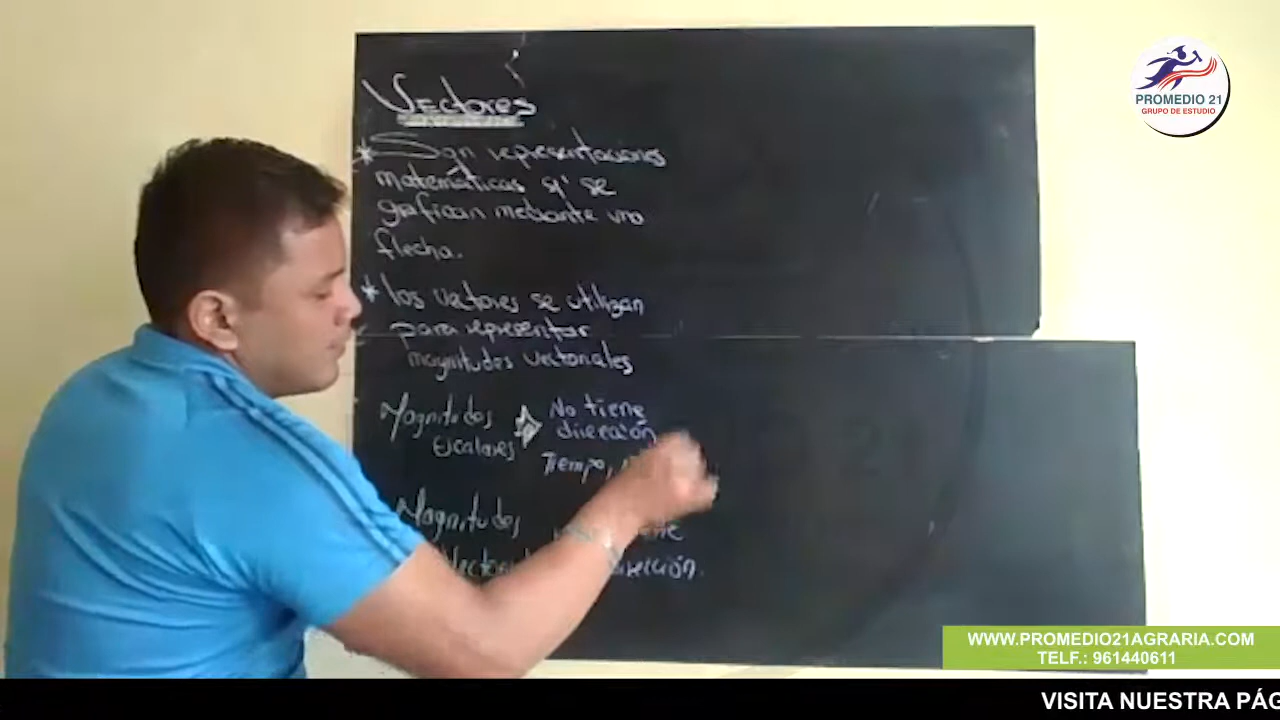 Vectores
* Son representaciones
matemáticas q' se
grafican mediante una
flecha.
* los vectores se utilizan
para representar
magnitudes vectoriales
Magnitudes
Escalares
No tiene
dirección
Tiempo,
Magnitudes
dirección.
PROMEDIO 21
GRUPO DE ESTUDIO
WWW.PROMEDIO21AGRARIA.COM
TELF.: 961440611
VISITA NUESTRA PÁG